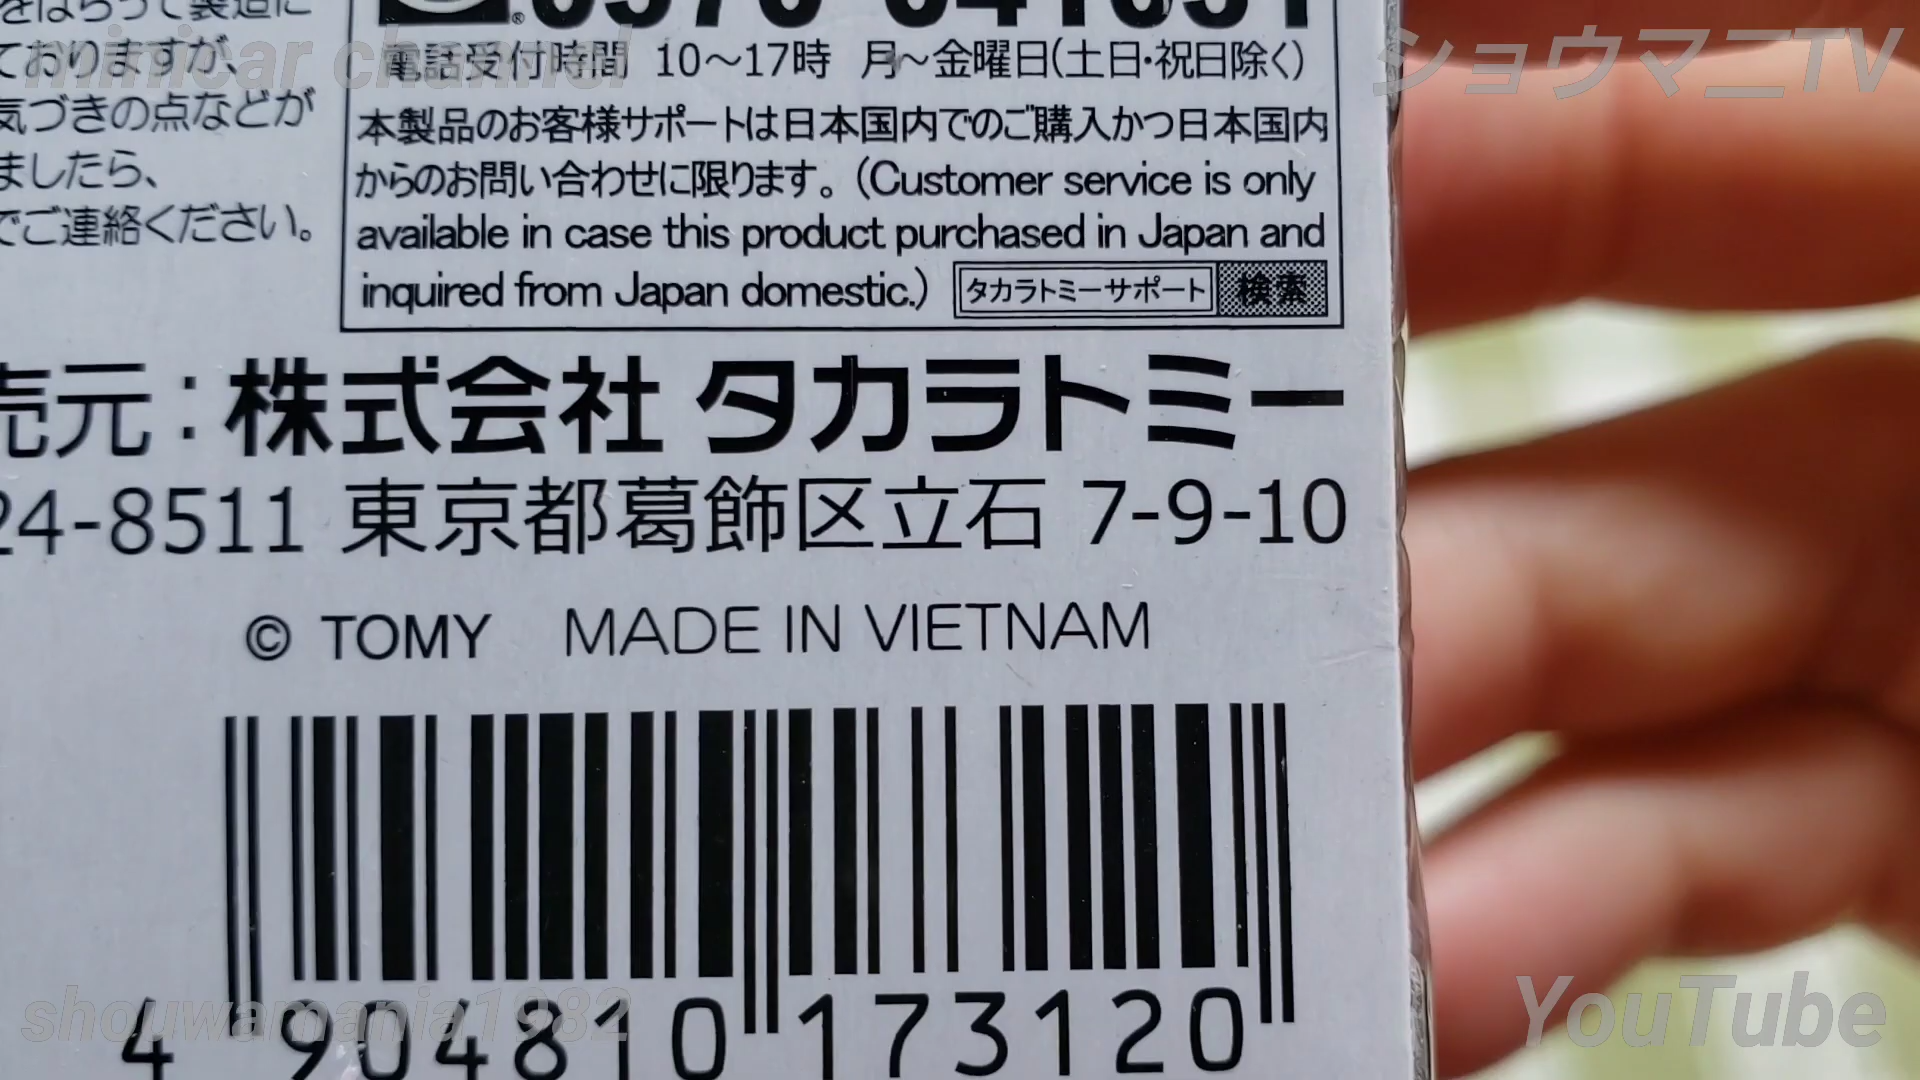 をはらって製造に
ておりますが、
気づきの点などが
ましたら、
でご連絡ください。
0570-041031
電話受付時間 10～17時 月～金曜日(土日・祝日除く)
本製品のお客様サポートは日本国内でのご購入かつ日本国内
からのお問い合わせに限ります。(Customer service is only
available in case this product purchased in Japan and
inquired from Japan domestic.)
タカラトミーサポート 検索
売元：株式会社 タカラトミー
24-8511 東京都葛飾区立石 7-9-10
© TOMY MADE IN VIETNAM
4 904810 173120
minicar channel
ショウマニTV
shouwamania1982
YouTube